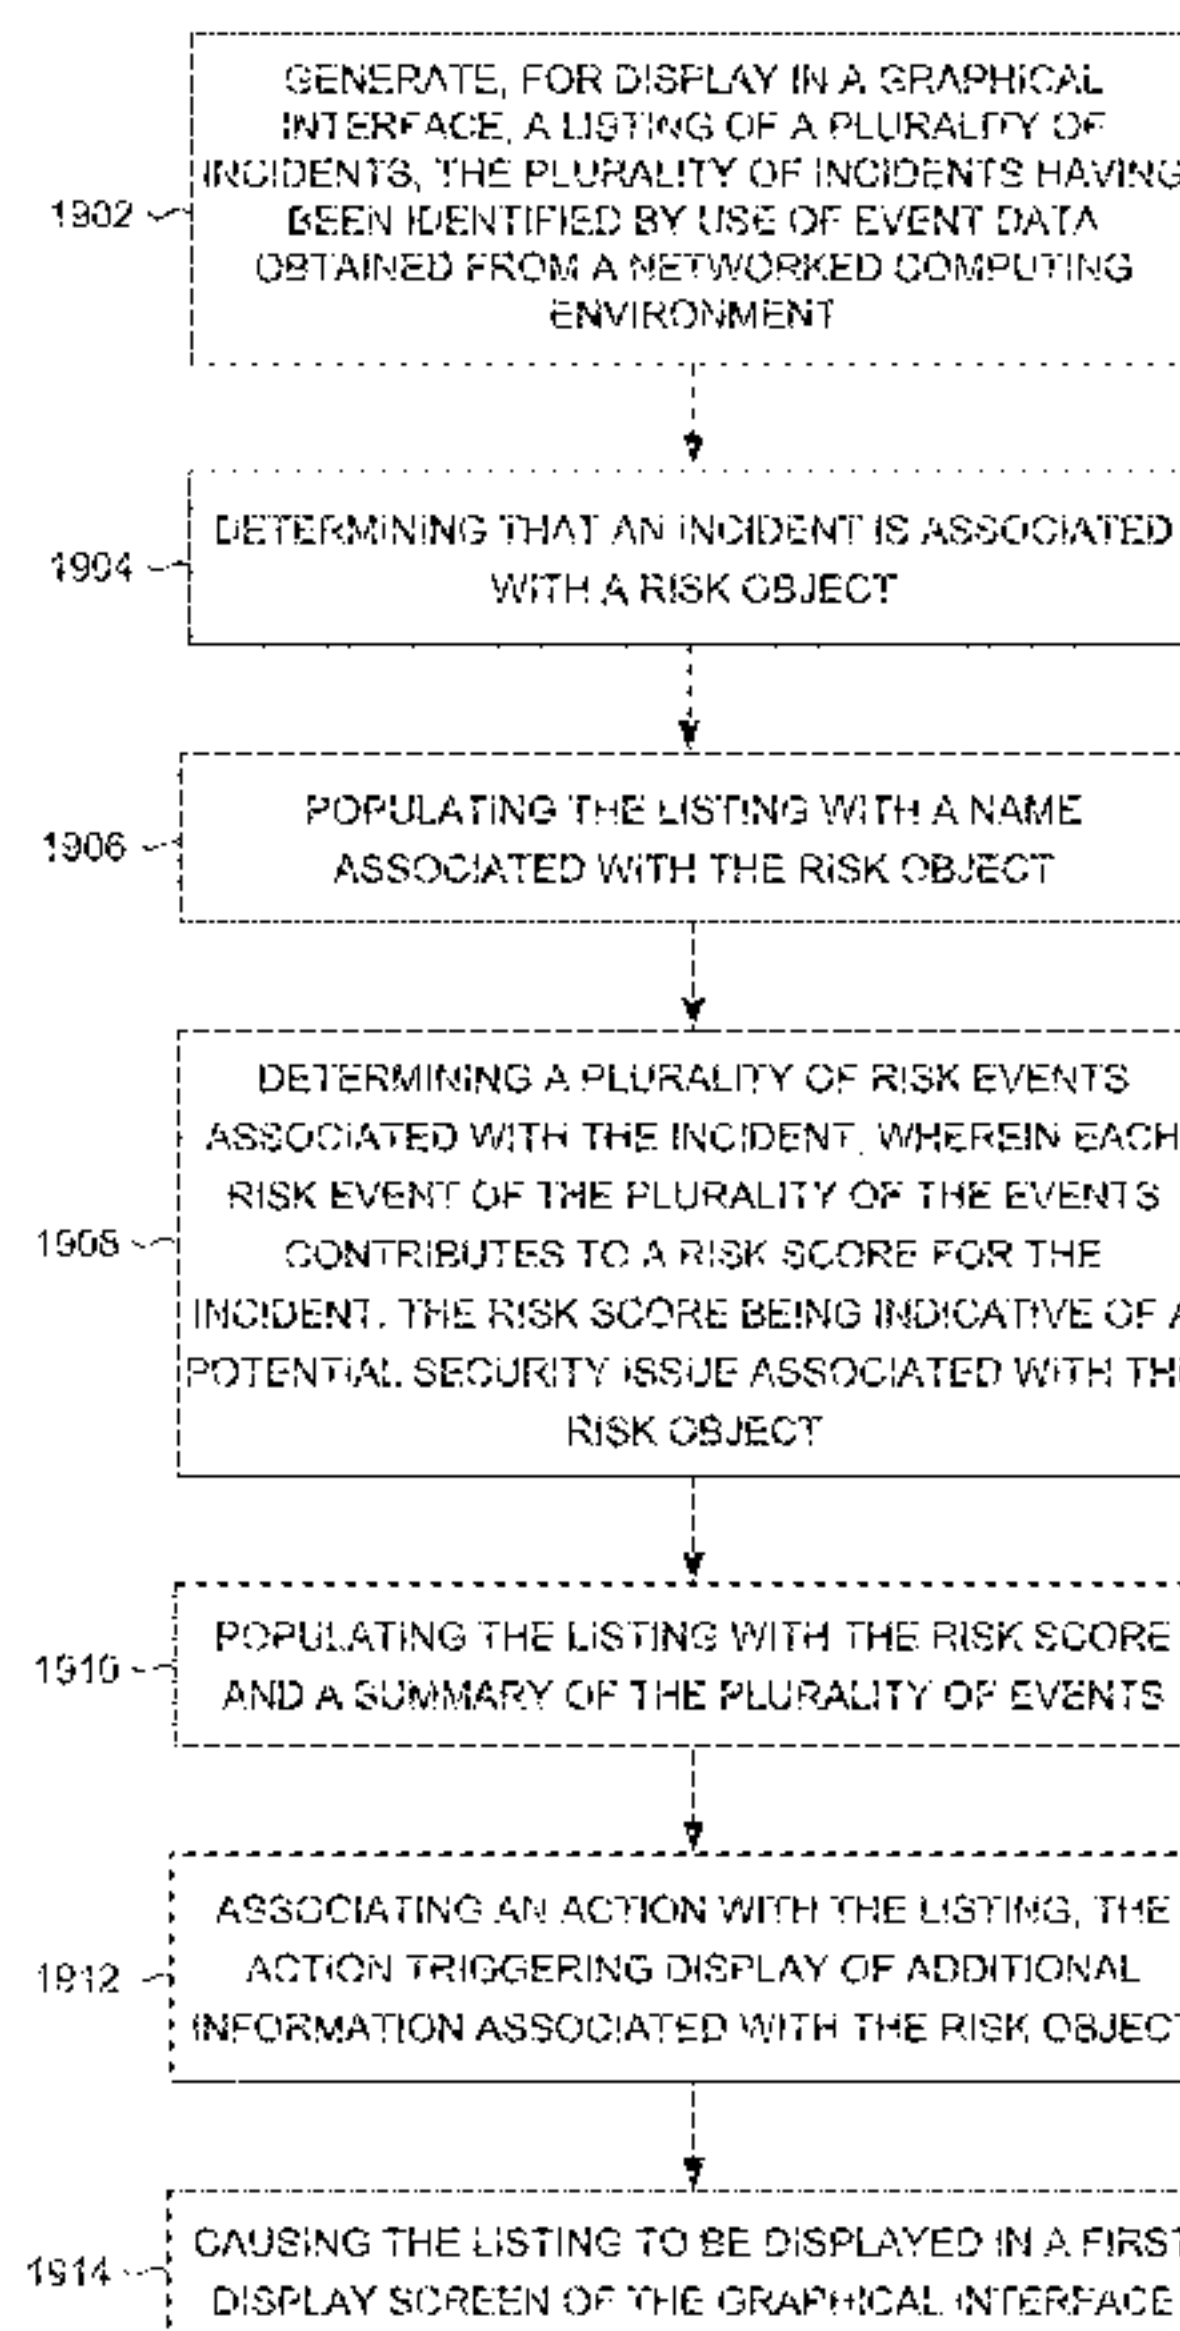 GENERATE, FOR DISPLAY IN A GRAPHICAL
INTERFACE, A LISTING OF A PLURALITY OF
INCIDENTS, THE PLURALITY OF INCIDENTS HAVING
1902
BEEN IDENTIFIED BY USE OF EVENT DATA
OBTAINED FROM A NETWORKED COMPUTING
ENVIRONMENT
DETERMINING THAT AN INCIDENT IS ASSOCIATED
1904
WITH A RISK OBJECT
POPULATING THE LISTING WITH A NAME
1906
ASSOCIATED WITH THE RISK OBJECT
DETERMINING A PLURALITY OF RISK EVENTS
ASSOCIATED WITH THE INCIDENT, WHEREIN EACH
RISK EVENT OF THE PLURALITY OF THE EVENTS
1908
CONTRIBUTES TO A RISK SCORE FOR THE
INCIDENT, THE RISK SCORE BEING INDICATIVE OF A
POTENTIAL SECURITY ISSUE ASSOCIATED WITH THE
RISK OBJECT
POPULATING THE LISTING WITH THE RISK SCORE
1910
AND A SUMMARY OF THE PLURALITY OF EVENTS
ASSOCIATING AN ACTION WITH THE LISTING, THE
1912
ACTION TRIGGERING DISPLAY OF ADDITIONAL
INFORMATION ASSOCIATED WITH THE RISK OBJECT
CAUSING THE LISTING TO BE DISPLAYED IN A FIRST
1914
DISPLAY SCREEN OF THE GRAPHICAL INTERFACE